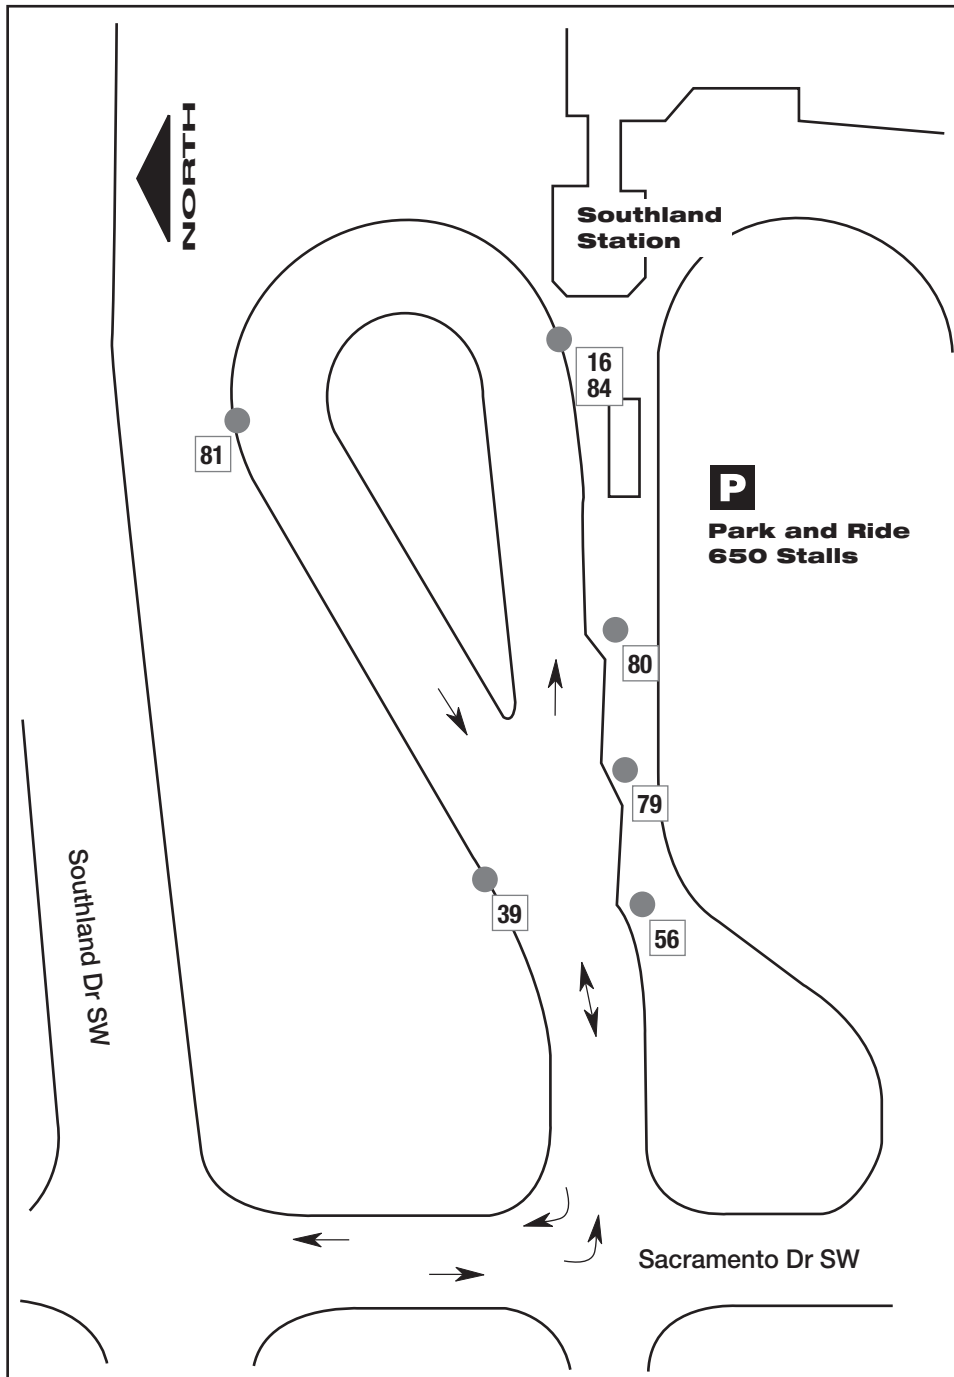 NORTH
Southland
Station
16
84
81
P
Park and Ride
650 Stalls
80
79
39
56
Southland Dr SW
Sacramento Dr SW